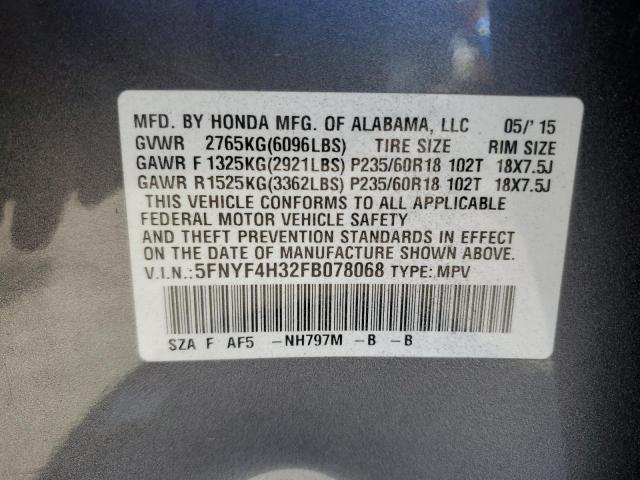 MFD. BY HONDA MFG. OF ALABAMA, LLC 05/' 15
GVWR 2765KG(6096LBS) TIRE SIZE RIM SIZE
GAWR F 1325KG(2921LBS) P235/60R18 102T 18X7.5J
GAWR R 1525KG(3362LBS) P235/60R18 102T 18X7.5J
THIS VEHICLE CONFORMS TO ALL APPLICABLE
FEDERAL MOTOR VEHICLE SAFETY
AND THEFT PREVENTION STANDARDS IN EFFECT
ON THE DATE OF MANUFACTURE SHOWN ABOVE.
V.I.N.:5FNYF4H32FB078068 TYPE: MPV
SZA F AF5 -NH797M -B -B